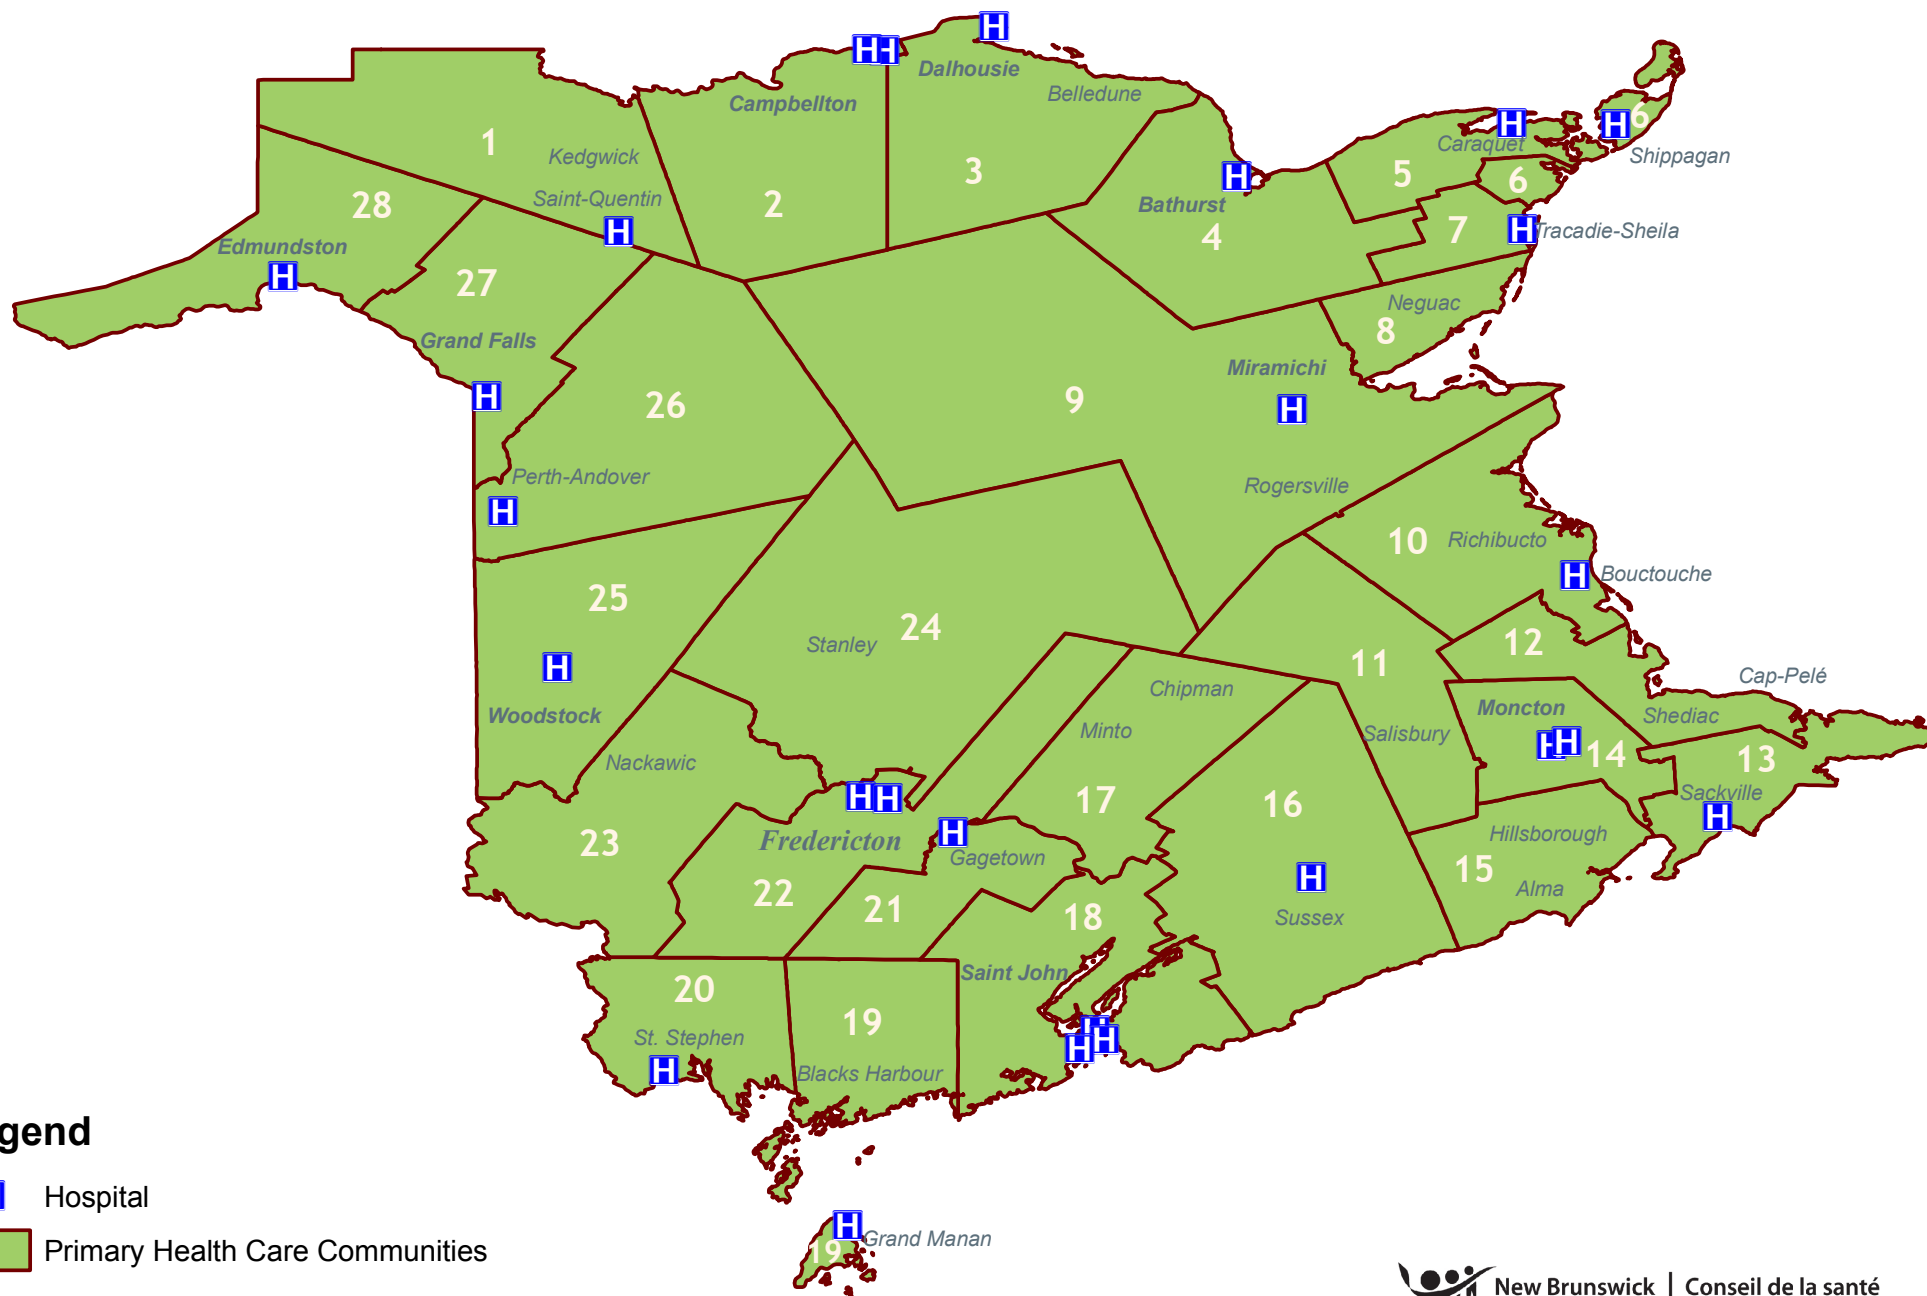 H
H H
Dalhousie
Campbellton
Belledune
H
H 6
1
Caraquet
Shippagan
Kedgwick
3
5
H
6
Saint-Quentin
2
Bathurst
28
H
4
7
H Tracadie-Sheila
Edmundston
H
27
Neguac
8
Grand Falls
Miramichi
H
26
9
H
Perth-Andover
Rogersville
H
10
Richibucto
H Bouctouche
25
24
Stanley
12
H
11
Cap-Pelé
Chipman
Woodstock
Moncton
Shediac
Minto
Salisbury
H H
14
13
Nackawic
Sackville
H H
17
16
H
Fredericton
H
Hillsborough
23
Gagetown
15
22
H
Alma
21
18
Sussex
Saint John
20
19
H
H
H
St. Stephen
H
Blacks Harbour
gend
Hospital
H
Grand Manan
19
Primary Health Care Communities
New Brunswick | Conseil de la santé